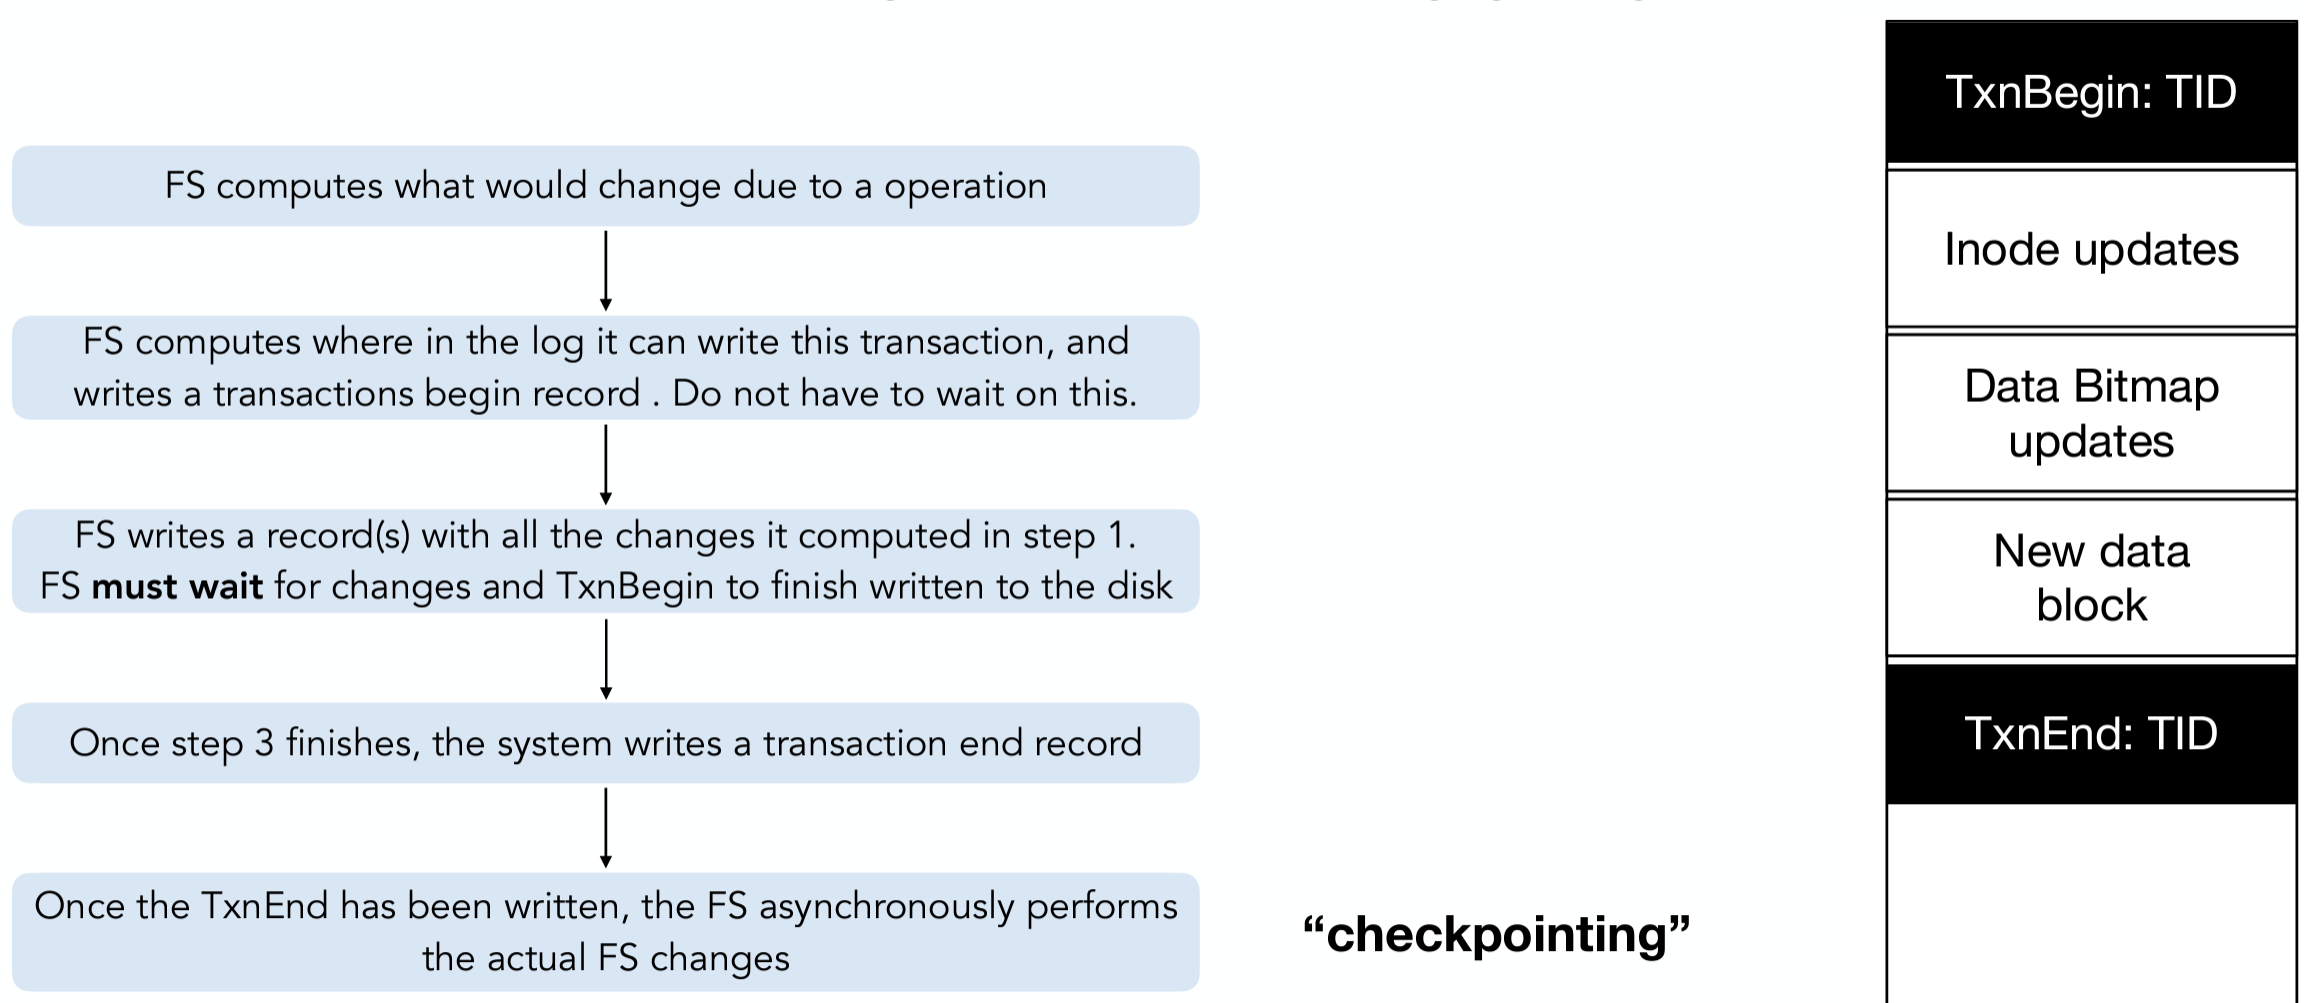 FS computes what would change due to a operation
FS computes where in the log it can write this transaction, and
writes a transactions begin record . Do not have to wait on this.
FS writes a record(s) with all the changes it computed in step 1.
FS must wait for changes and TxnBegin to finish written to the disk
Once step 3 finishes, the system writes a transaction end record
Once the TxnEnd has been written, the FS asynchronously performs
the actual FS changes
“checkpointing”
TxnBegin: TID
Inode updates
Data Bitmap
updates
New data
block
TxnEnd: TID